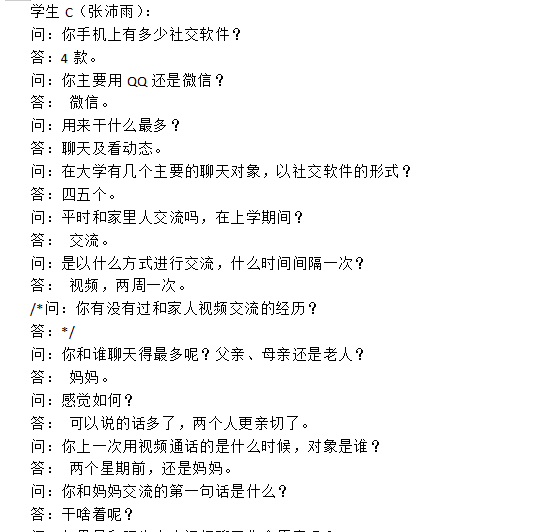 学生 C（张沛雨）：
问：你手机上有多少社交软件？
答：4 款。
问：你主要用 QQ 还是微信？
答： 微信。
问：用来干什么最多？
答：聊天及看动态。
问：在大学有几个主要的聊天对象，以社交软件的形式？
答：四五个。
问：平时和家里人交流吗，在上学期间？
答： 交流。
问：是以什么方式进行交流，什么时间间隔一次？
答： 视频，两周一次。
/*问：你有没有过和家人视频交流的经历？
答：*/
问：你和谁聊天得最多呢？父亲、母亲还是老人？
答： 妈妈。
问：感觉如何？
答： 可以说的话多了，两个人更亲切了。
问：你上一次用视频通话的是什么时候，对象是谁？
答： 两个星期前，还是妈妈。
问：你和妈妈交流的第一句话是什么？
答：干啥着呢？